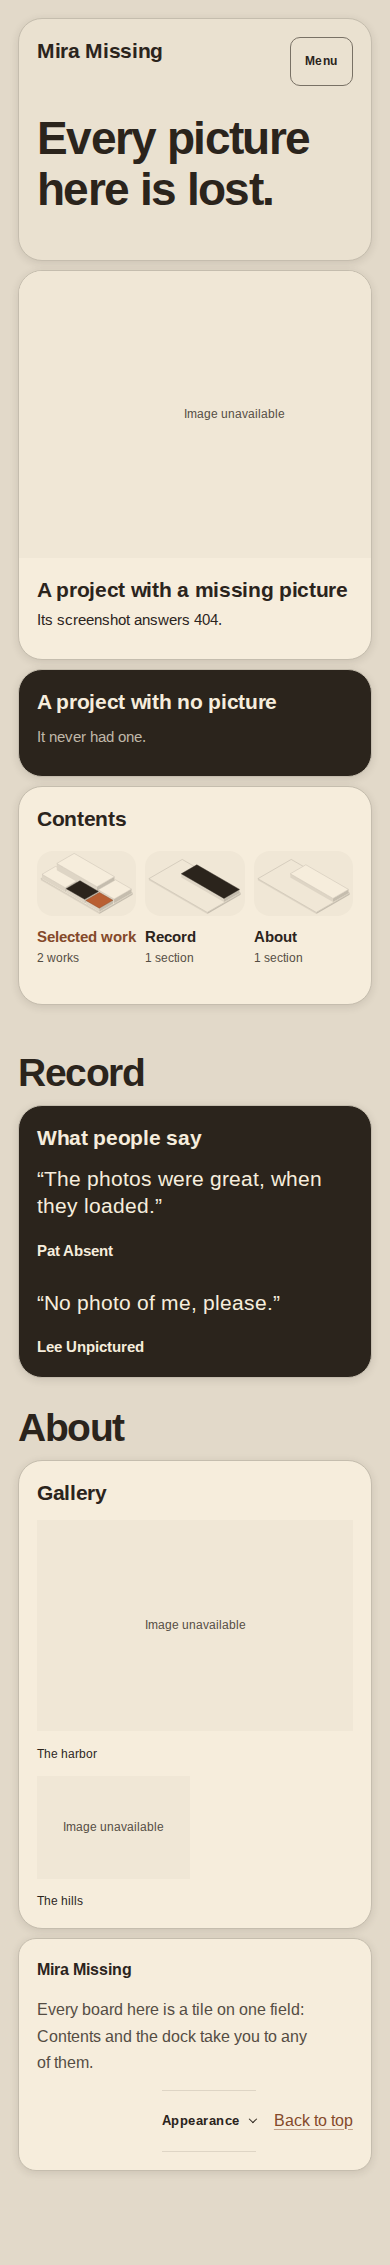 Mira Missing
Menu
Every picture
here is lost.
Image unavailable
A project with a missing picture
Its screenshot answers 404.
A project with no picture
It never had one.
Contents
Selected work
2 works
Record
1 section
About
1 section
Record
What people say
“The photos were great, when
they loaded.”
Pat Absent
“No photo of me, please.”
Lee Unpictured
About
Gallery
Image unavailable
The harbor
Image unavailable
The hills
Mira Missing
Every board here is a tile on one field:
Contents and the dock take you to any
of them.
Appearance
Back to top